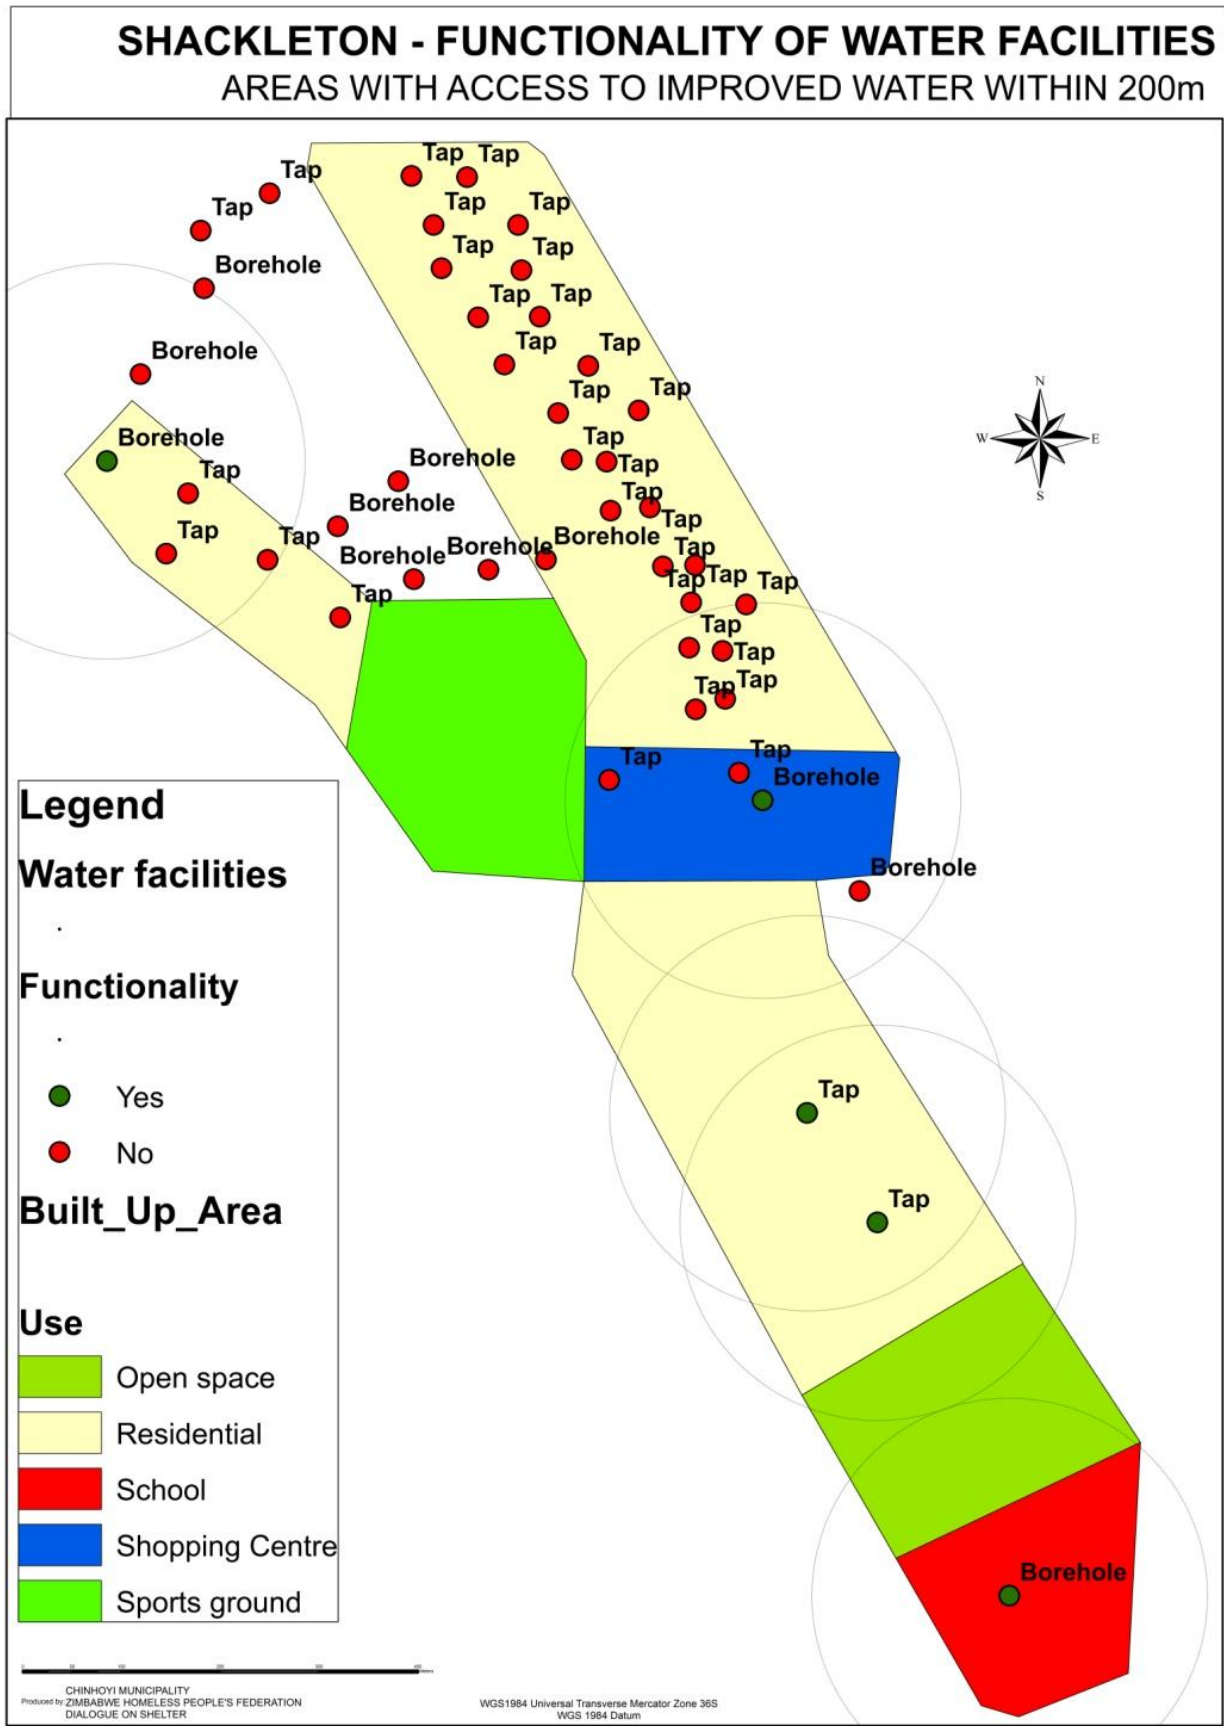 SHACKLETON - FUNCTIONALITY OF WATER FACILITIES
AREAS WITH ACCESS TO IMPROVED WATER WITHIN 200m
Tap Tap
Tap
Tap Tap
Tap
Tap Tap
Borehole
Tap Tap
Tap Tap
Borehole
Tap Tap
Borehole Tap
Tap
Borehole
Tap
Tap
Borehole
Tap
Tap
Tap
Tap
Borehole
Borehole
Borehole
Tap
Tap
Tap
Tap
Tap
Tap
Tap
Tap
Tap
Tap
Tap
Borehole
Borehole
Tap
Tap
Borehole
N
W E
S
Legend
Water facilities
Functionality
Yes
No
Built_Up_Area
Use
Open space
Residential
School
Shopping Centre
Sports ground
CHINHOYI MUNICIPALITY
Produced by: ZIMBABWE HOMELESS PEOPLE'S FEDERATION
DIALOGUE ON SHELTER
WGS1984 Universal Transverse Mercator Zone 36S
WGS 1984 Datum